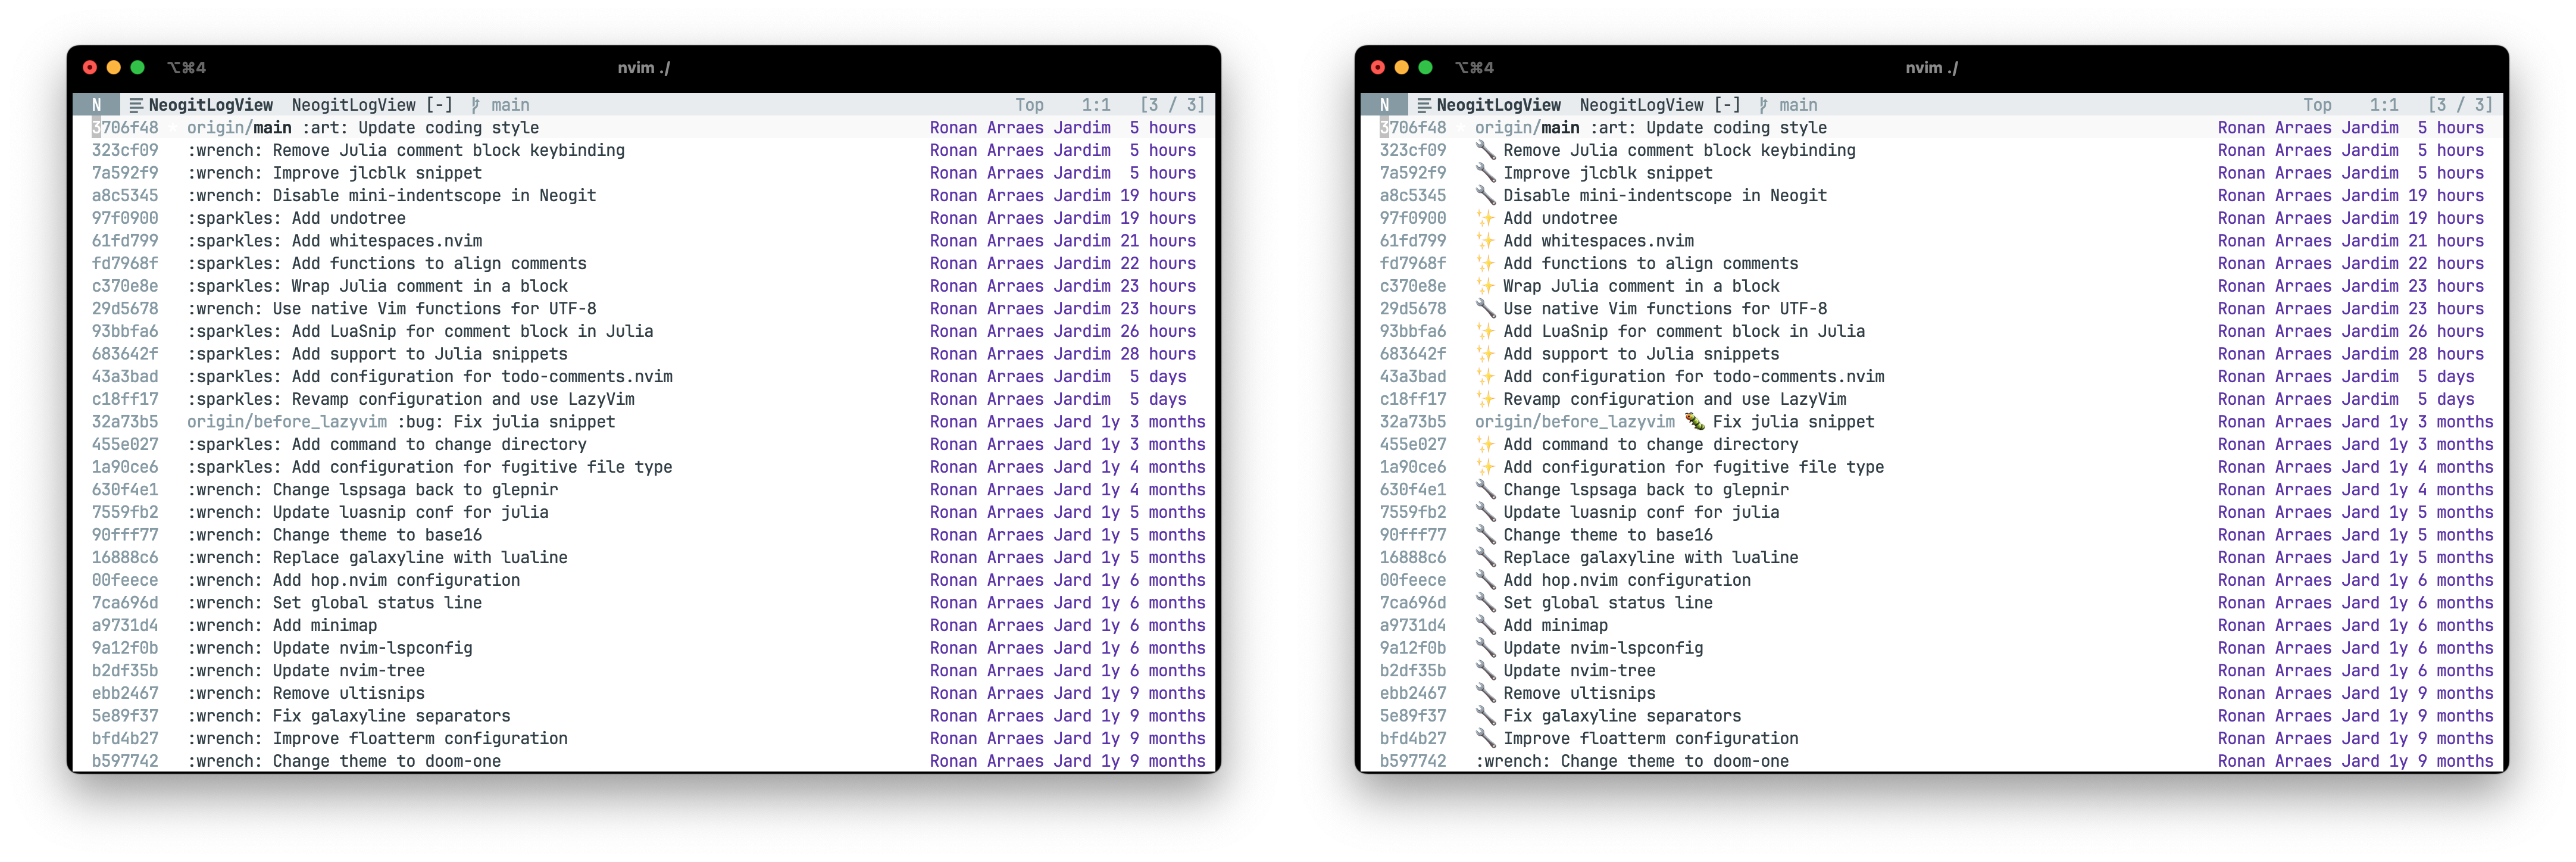 ⌥⌘4 nvim ./
N NeogitLogView NeogitLogView [-] main Top 1:1 [3 / 3]
3706f48 origin/main :art: Update coding style Ronan Arraes Jardim 5 hours
323cf09 :wrench: Remove Julia comment block keybinding Ronan Arraes Jardim 5 hours
7a592f9 :wrench: Improve jlcblk snippet Ronan Arraes Jardim 5 hours
a8c5345 :wrench: Disable mini-indentscope in Neogit Ronan Arraes Jardim 19 hours
97f0900 :sparkles: Add undotree Ronan Arraes Jardim 19 hours
61fd799 :sparkles: Add whitespaces.nvim Ronan Arraes Jardim 21 hours
fd7968f :sparkles: Add functions to align comments Ronan Arraes Jardim 22 hours
c370e8e :sparkles: Wrap Julia comment in a block Ronan Arraes Jardim 23 hours
29d5678 :wrench: Use native Vim functions for UTF-8 Ronan Arraes Jardim 23 hours
93bbfa6 :sparkles: Add LuaSnip for comment block in Julia Ronan Arraes Jardim 26 hours
683642f :sparkles: Add support to Julia snippets Ronan Arraes Jardim 28 hours
43a3bad :sparkles: Add configuration for todo-comments.nvim Ronan Arraes Jardim 5 days
c18ff17 :sparkles: Revamp configuration and use LazyVim Ronan Arraes Jardim 5 days
32a73b5 origin/before_lazyvim :bug: Fix julia snippet Ronan Arraes Jard 1y 3 months
455e027 :sparkles: Add command to change directory Ronan Arraes Jard 1y 3 months
1a90ce6 :sparkles: Add configuration for fugitive file type Ronan Arraes Jard 1y 4 months
630f4e1 :wrench: Change lspsaga back to glepnir Ronan Arraes Jard 1y 4 months
7559fb2 :wrench: Update luasnip conf for julia Ronan Arraes Jard 1y 5 months
90fff77 :wrench: Change theme to base16 Ronan Arraes Jard 1y 5 months
16888c6 :wrench: Replace galaxyline with lualine Ronan Arraes Jard 1y 5 months
00feece :wrench: Add hop.nvim configuration Ronan Arraes Jard 1y 6 months
7ca696d :wrench: Set global status line Ronan Arraes Jard 1y 6 months
a9731d4 :wrench: Add minimap Ronan Arraes Jard 1y 6 months
9a12f0b :wrench: Update nvim-lspconfig Ronan Arraes Jard 1y 6 months
b2df35b :wrench: Update nvim-tree Ronan Arraes Jard 1y 6 months
ebb2467 :wrench: Remove ultisnips Ronan Arraes Jard 1y 9 months
5e89f37 :wrench: Fix galaxyline separators Ronan Arraes Jard 1y 9 months
bfd4b27 :wrench: Improve floatterm configuration Ronan Arraes Jard 1y 9 months
b597742 :wrench: Change theme to doom-one Ronan Arraes Jard 1y 9 months
⌥⌘4 nvim ./
N NeogitLogView NeogitLogView [-] main Top 1:1 [3 / 3]
3706f48 origin/main :art: Update coding style Ronan Arraes Jardim 5 hours
323cf09 🔧 Remove Julia comment block keybinding Ronan Arraes Jardim 5 hours
7a592f9 🔧 Improve jlcblk snippet Ronan Arraes Jardim 5 hours
a8c5345 🔧 Disable mini-indentscope in Neogit Ronan Arraes Jardim 19 hours
97f0900 ✨ Add undotree Ronan Arraes Jardim 19 hours
61fd799 ✨ Add whitespaces.nvim Ronan Arraes Jardim 21 hours
fd7968f ✨ Add functions to align comments Ronan Arraes Jardim 22 hours
c370e8e ✨ Wrap Julia comment in a block Ronan Arraes Jardim 23 hours
29d5678 🔧 Use native Vim functions for UTF-8 Ronan Arraes Jardim 23 hours
93bbfa6 ✨ Add LuaSnip for comment block in Julia Ronan Arraes Jardim 26 hours
683642f ✨ Add support to Julia snippets Ronan Arraes Jardim 28 hours
43a3bad ✨ Add configuration for todo-comments.nvim Ronan Arraes Jardim 5 days
c18ff17 ✨ Revamp configuration and use LazyVim Ronan Arraes Jardim 5 days
32a73b5 origin/before_lazyvim 🐛 Fix julia snippet Ronan Arraes Jard 1y 3 months
455e027 ✨ Add command to change directory Ronan Arraes Jard 1y 3 months
1a90ce6 ✨ Add configuration for fugitive file type Ronan Arraes Jard 1y 4 months
630f4e1 🔧 Change lspsaga back to glepnir Ronan Arraes Jard 1y 4 months
7559fb2 🔧 Update luasnip conf for julia Ronan Arraes Jard 1y 5 months
90fff77 🔧 Change theme to base16 Ronan Arraes Jard 1y 5 months
16888c6 🔧 Replace galaxyline with lualine Ronan Arraes Jard 1y 5 months
00feece 🔧 Add hop.nvim configuration Ronan Arraes Jard 1y 6 months
7ca696d 🔧 Set global status line Ronan Arraes Jard 1y 6 months
a9731d4 🔧 Add minimap Ronan Arraes Jard 1y 6 months
9a12f0b 🔧 Update nvim-lspconfig Ronan Arraes Jard 1y 6 months
b2df35b 🔧 Update nvim-tree Ronan Arraes Jard 1y 6 months
ebb2467 🔧 Remove ultisnips Ronan Arraes Jard 1y 9 months
5e89f37 🔧 Fix galaxyline separators Ronan Arraes Jard 1y 9 months
bfd4b27 🔧 Improve floatterm configuration Ronan Arraes Jard 1y 9 months
b597742 :wrench: Change theme to doom-one Ronan Arraes Jard 1y 9 months